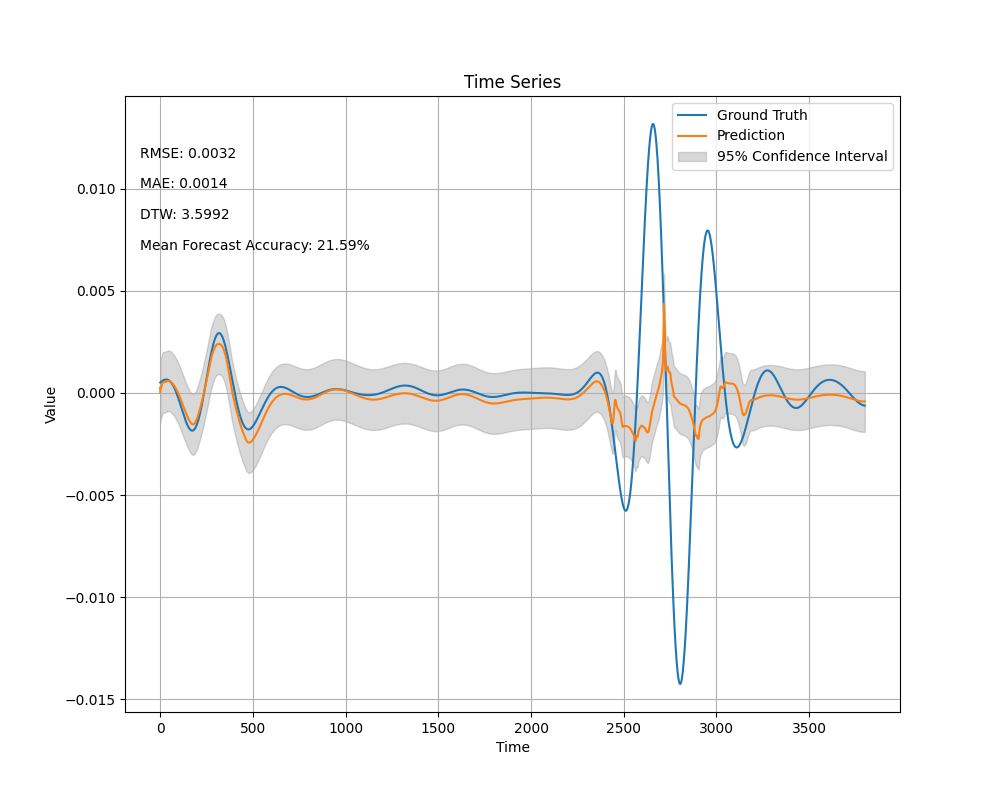 Time Series
Ground Truth
Prediction
95% Confidence Interval
RMSE: 0.0032
MAE: 0.0014
DTW: 3.5992
Mean Forecast Accuracy: 21.59%
0.010
0.005
0.000
−0.005
−0.010
−0.015
Value
0 500 1000 1500 2000 2500 3000 3500
Time